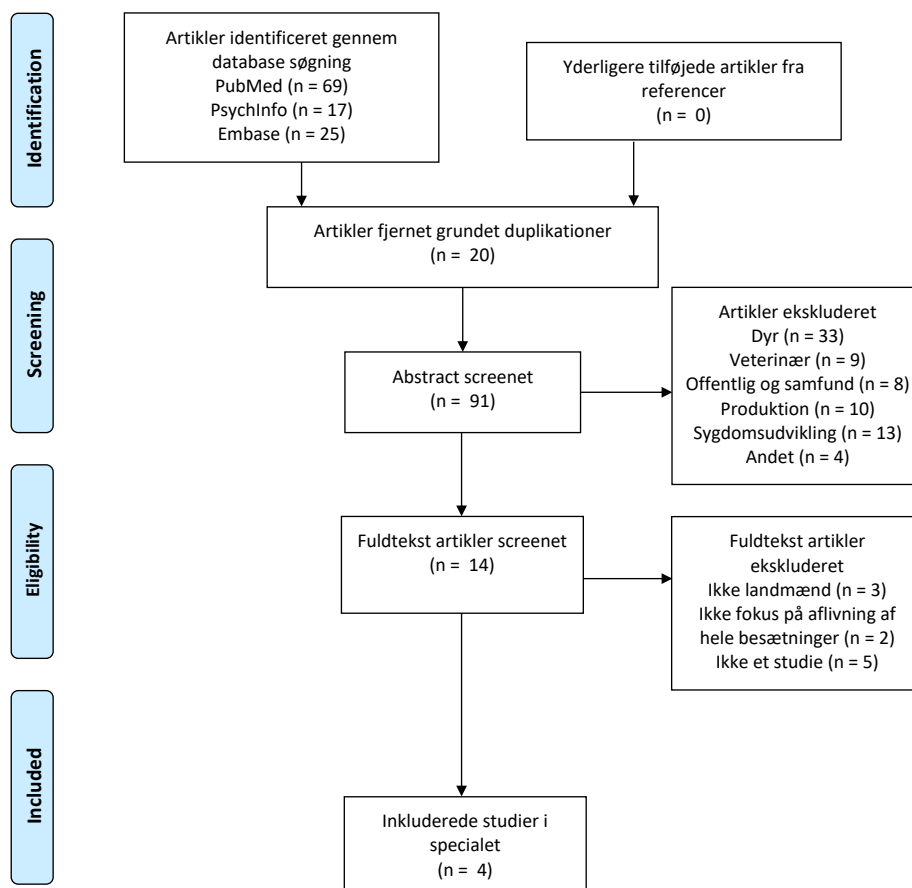 Identification
Artikler identificeret gennem
database søgning
PubMed (n = 69)
PsychInfo (n = 17)
Embase (n = 25)
Yderligere tilføjede artikler fra
referencer
(n = 0)
Artikler fjernet grundet duplikationer
(n = 20)
Screening
Abstract screenet
(n = 91)
Artikler ekskluderet
Dyr (n = 33)
Veterinær (n = 9)
Offentlig og samfund (n = 8)
Produktion (n = 10)
Sygdomsudvikling (n = 13)
Andet (n = 4)
Eligibility
Fuldtekst artikler screenet
(n = 14)
Fuldtekst artikler
ekskluderet
Ikke landmænd (n = 3)
Ikke fokus på aflivning af
hele besætninger (n = 2)
Ikke et studie (n = 5)
Included
Inkluderede studier i
specialet
(n = 4)